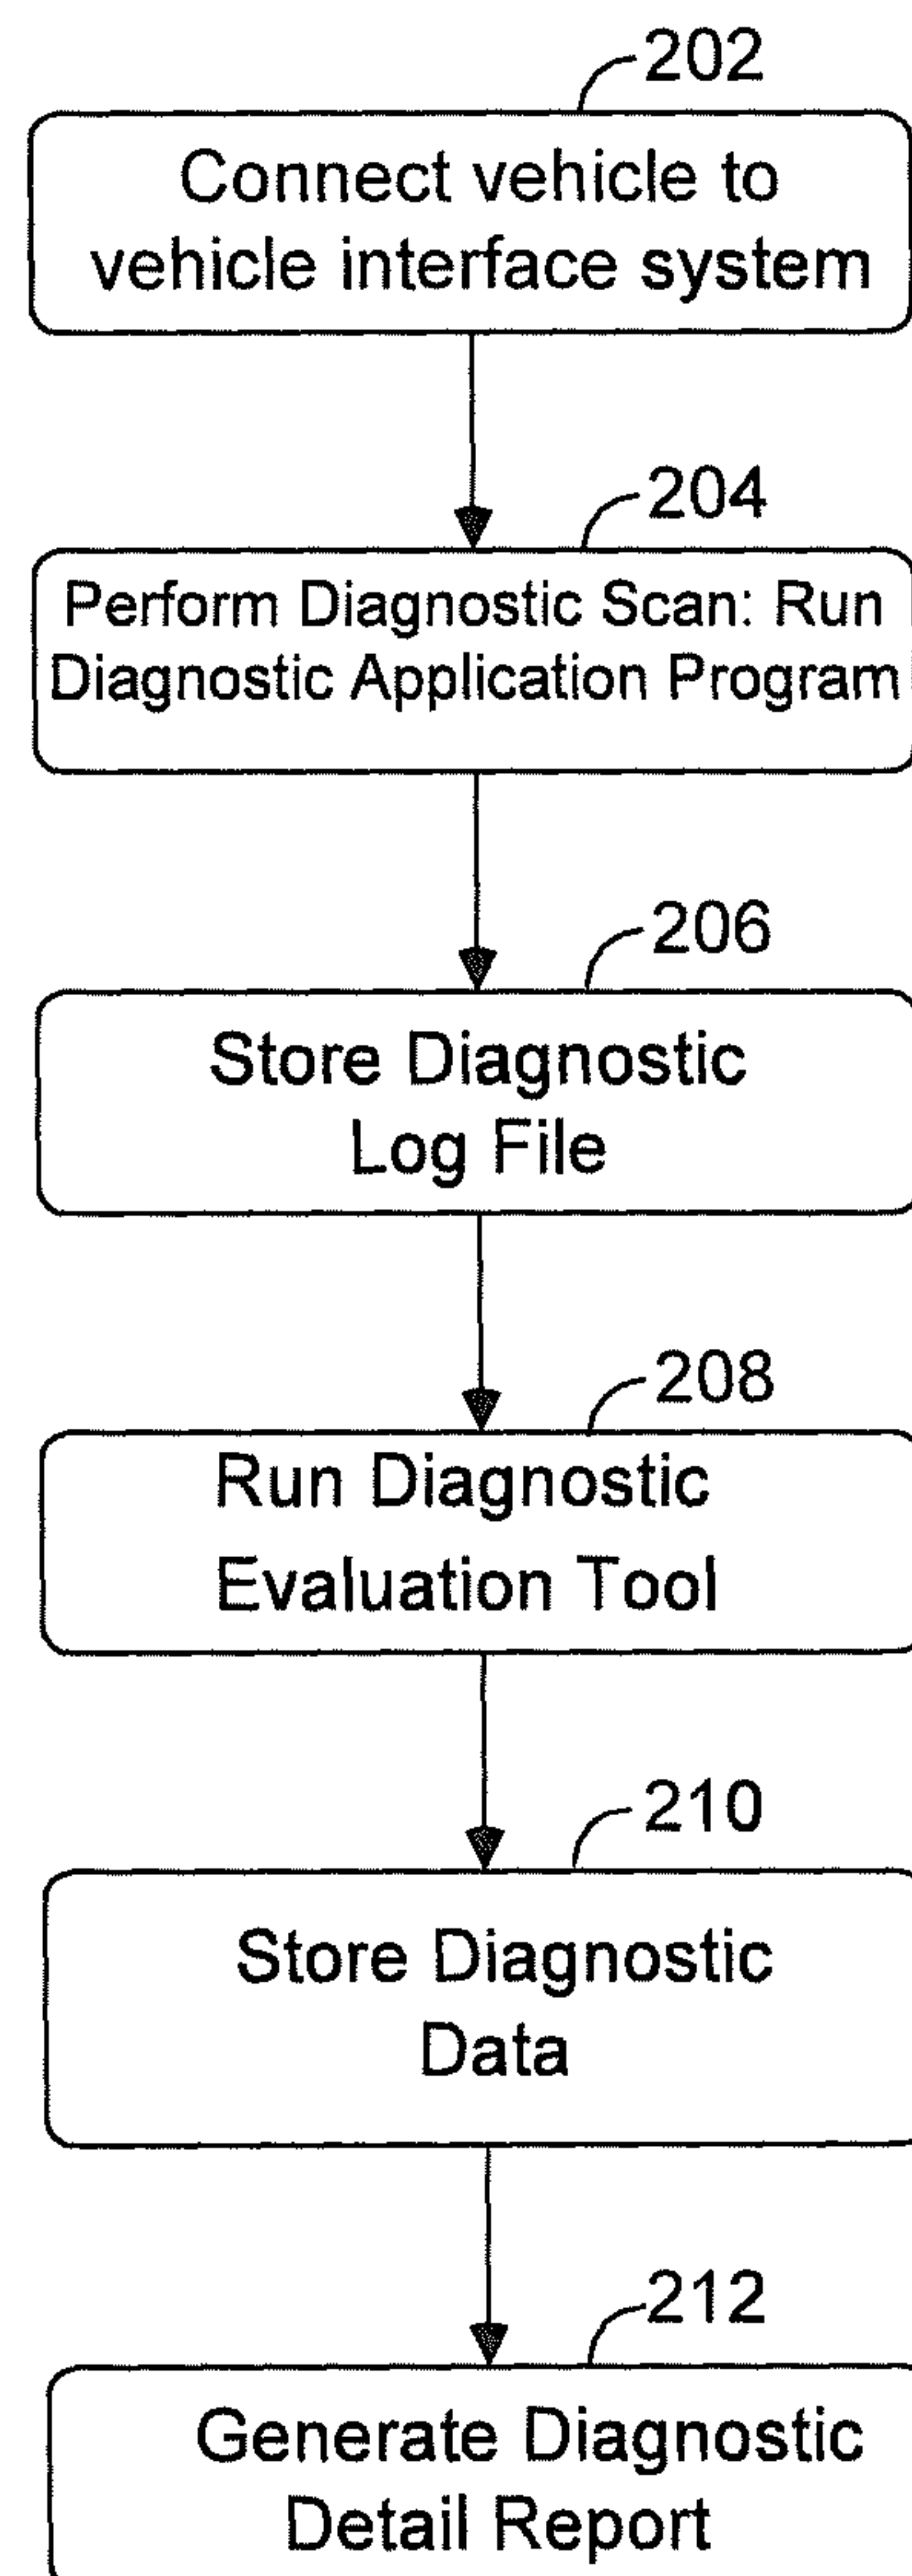 202
Connect vehicle to
vehicle interface system
204
Perform Diagnostic Scan: Run
Diagnostic Application Program
206
Store Diagnostic
Log File
208
Run Diagnostic
Evaluation Tool
210
Store Diagnostic
Data
212
Generate Diagnostic
Detail Report